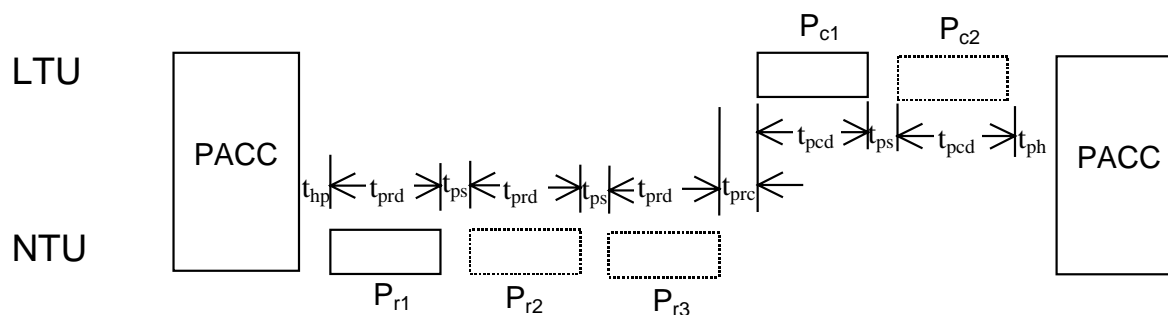 P_c1 P_c2
LTU
PACC PACC
t_pcd t_ps t_pcd t_ph
t_hp t_prd t_ps t_prd t_ps t_prd t_prc
NTU
P_r1 P_r2 P_r3